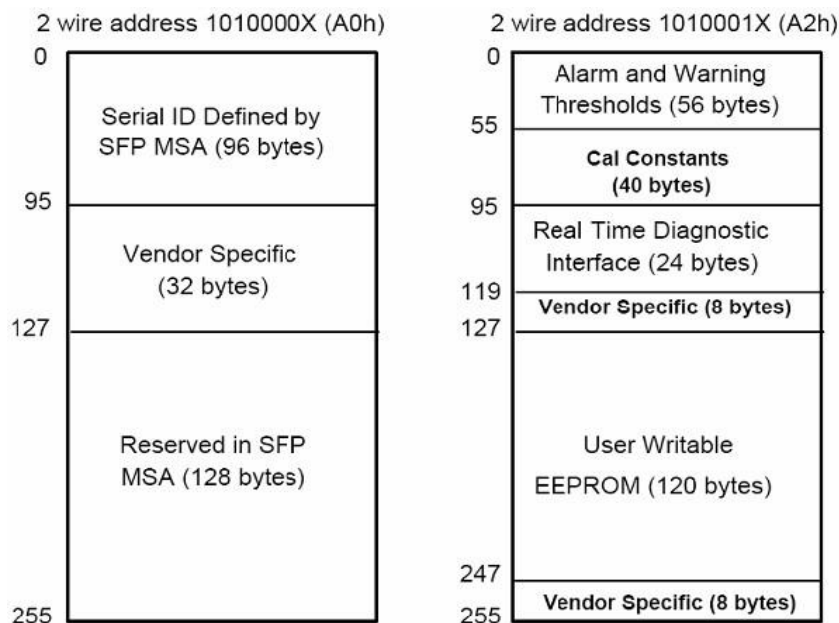 2 wire address 1010000X (A0h)
0
Serial ID Defined by
SFP MSA (96 bytes)
95
Vendor Specific
(32 bytes)
127
Reserved in SFP
MSA (128 bytes)
255
2 wire address 1010001X (A2h)
0
Alarm and Warning
Thresholds (56 bytes)
55
Cal Constants
(40 bytes)
95
Real Time Diagnostic
Interface (24 bytes)
119
Vendor Specific (8 bytes)
127
User Writable
EEPROM (120 bytes)
247
Vendor Specific (8 bytes)
255